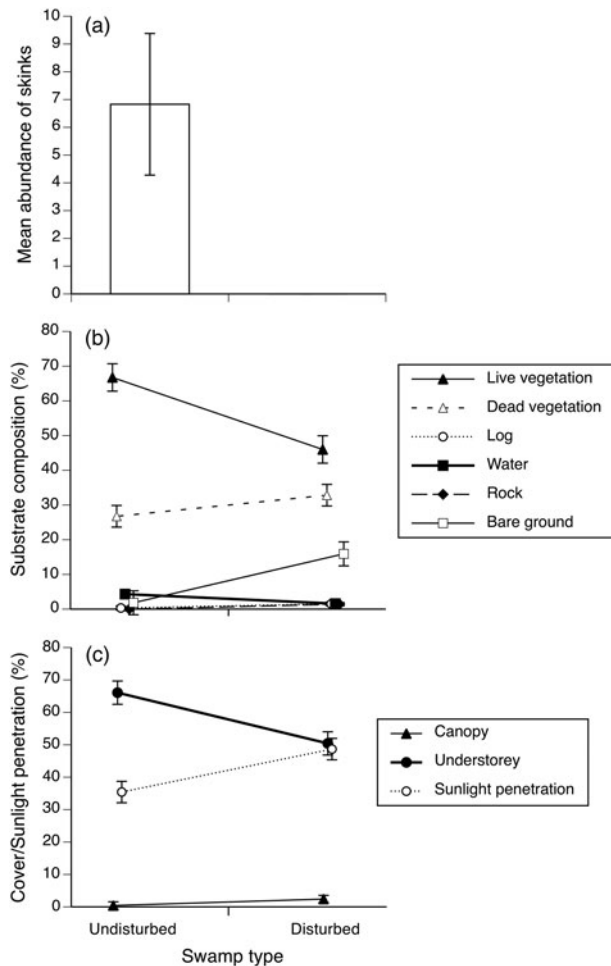 (a)
Mean abundance of skinks
10
9
8
7
6
5
4
3
2
1
0
(b)
Substrate composition (%)
80
70
60
50
40
30
20
10
0
Live vegetation
Dead vegetation
Log
Water
Rock
Bare ground
(c)
Cover/Sunlight penetration (%)
80
70
60
50
40
30
20
10
0
Canopy
Understorey
Sunlight penetration
Undisturbed Disturbed
Swamp type